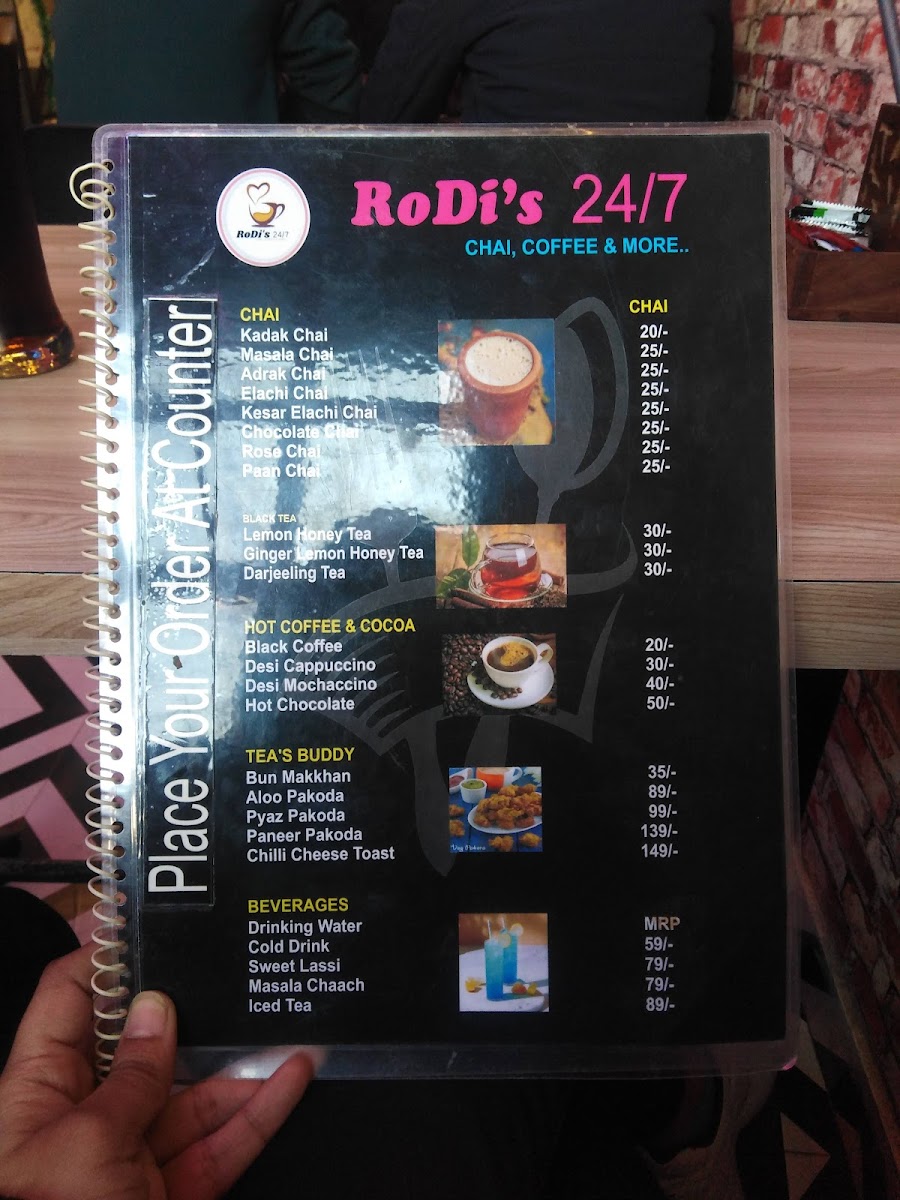 RoDi's 24/7
RoDi's 24/7
CHAI, COFFEE & MORE..
Place Your Order At Counter
CHAI CHAI
Kadak Chai 20/-
Masala Chai 25/-
Adrak Chai 25/-
Elachi Chai 25/-
Kesar Elachi Chai 25/-
Chocolate Chai 25/-
Rose Chai 25/-
Paan Chai 25/-
BLACK TEA
Lemon Honey Tea 30/-
Ginger Lemon Honey Tea 30/-
Darjeeling Tea 30/-
HOT COFFEE & COCOA
Black Coffee 20/-
Desi Cappuccino 30/-
Desi Mochaccino 40/-
Hot Chocolate 50/-
TEA'S BUDDY
Bun Makkhan 35/-
Aloo Pakoda 89/-
Pyaz Pakoda 99/-
Paneer Pakoda 139/-
Chilli Cheese Toast 149/-
BEVERAGES
Drinking Water MRP
Cold Drink 59/-
Sweet Lassi 79/-
Masala Chaach 79/-
Iced Tea 89/-